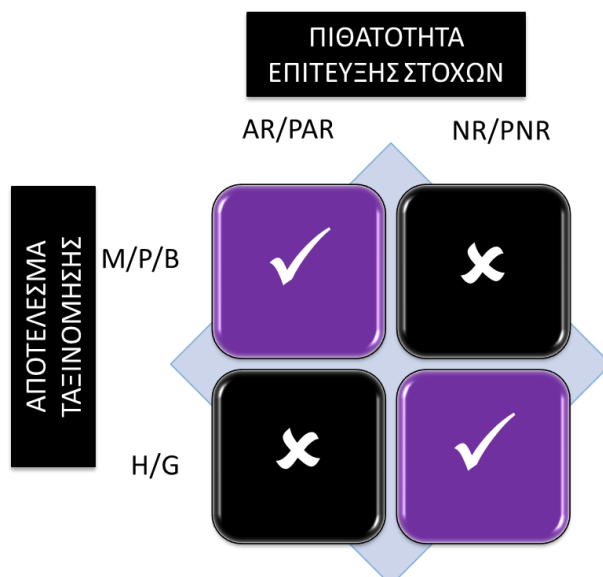 ΠΙΘΑΤΟΤΗΤΑ
ΕΠΙΤΕΥΞΗΣ ΣΤΟΧΩΝ
AR/PAR
NR/PNR
ΑΠΟΤΕΛΕΣΜΑ
ΤΑΞΙΝΟΜΗΣΗΣ
M/P/B
H/G